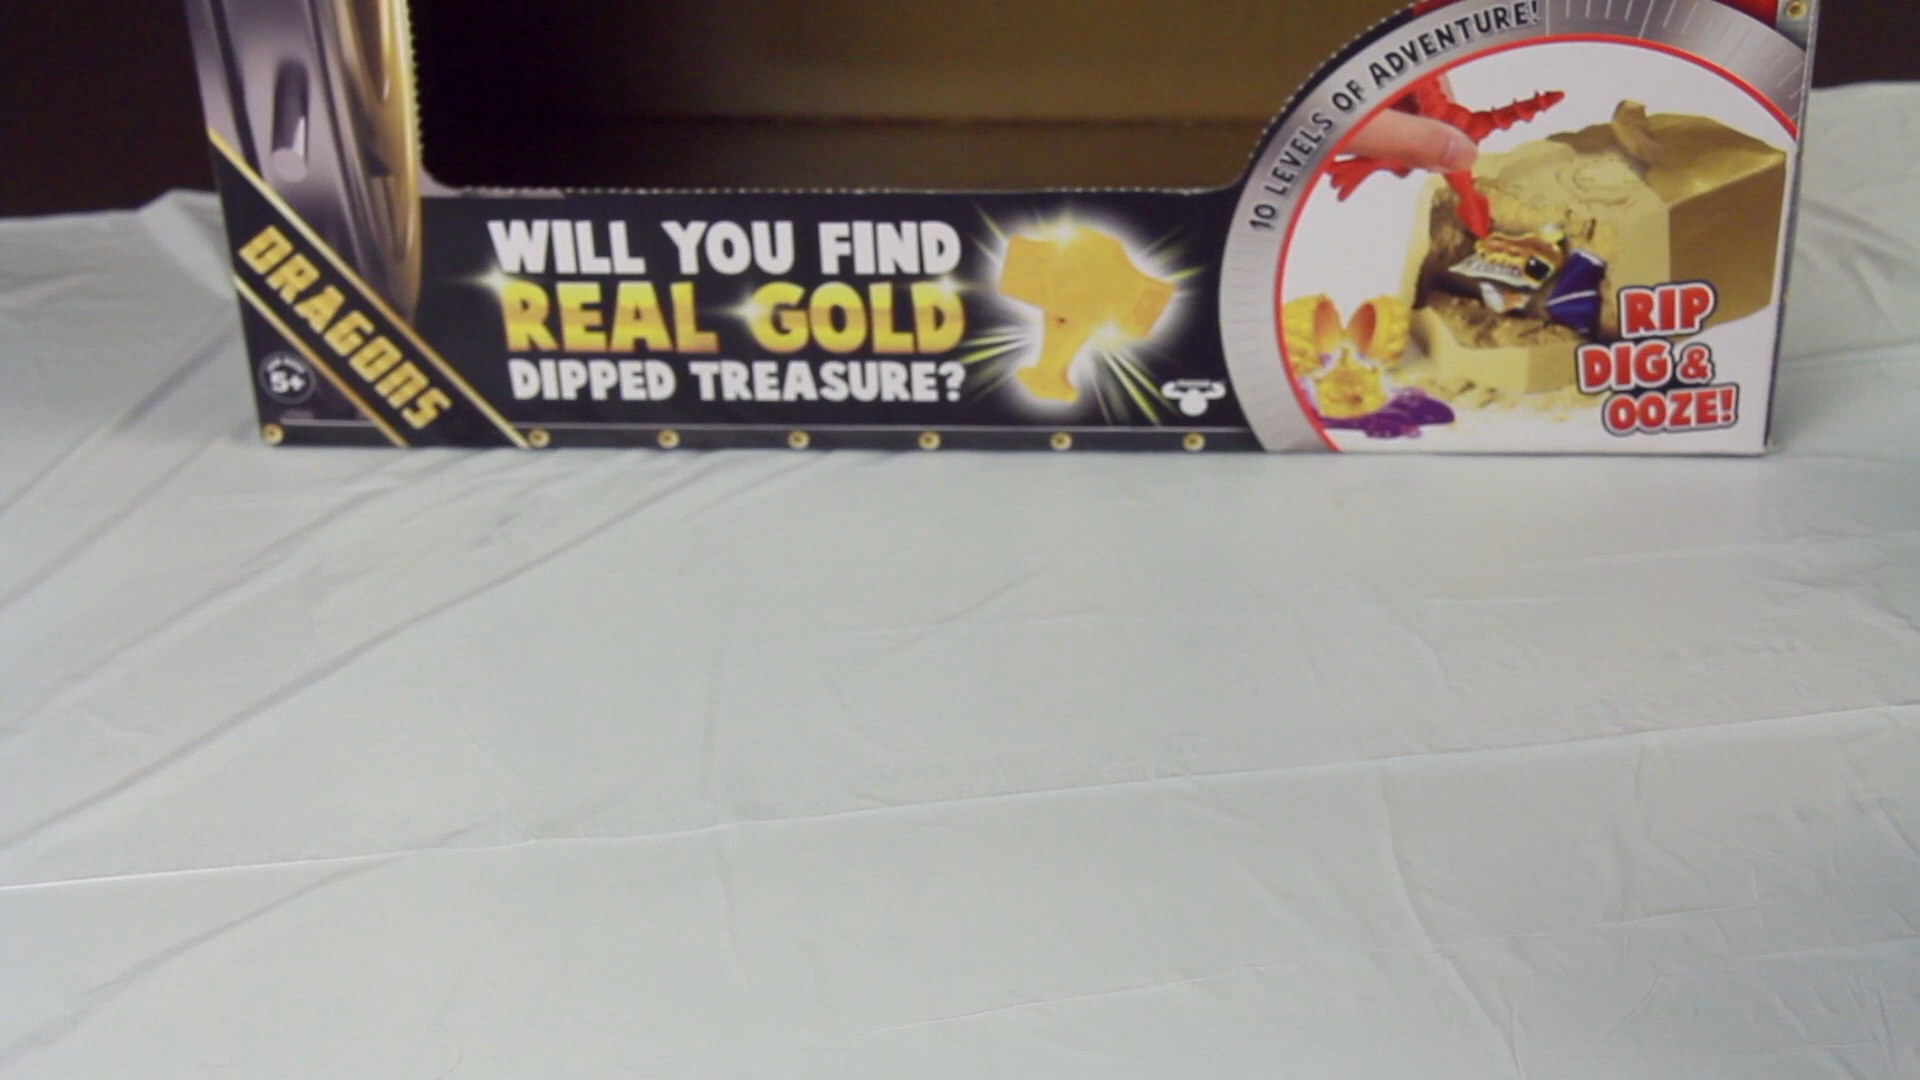 10 LEVELS OF ADVENTURE!
WILL YOU FIND
REAL GOLD
DIPPED TREASURE?
DRAGONS
5+
RIP
DIG &
OOZE!